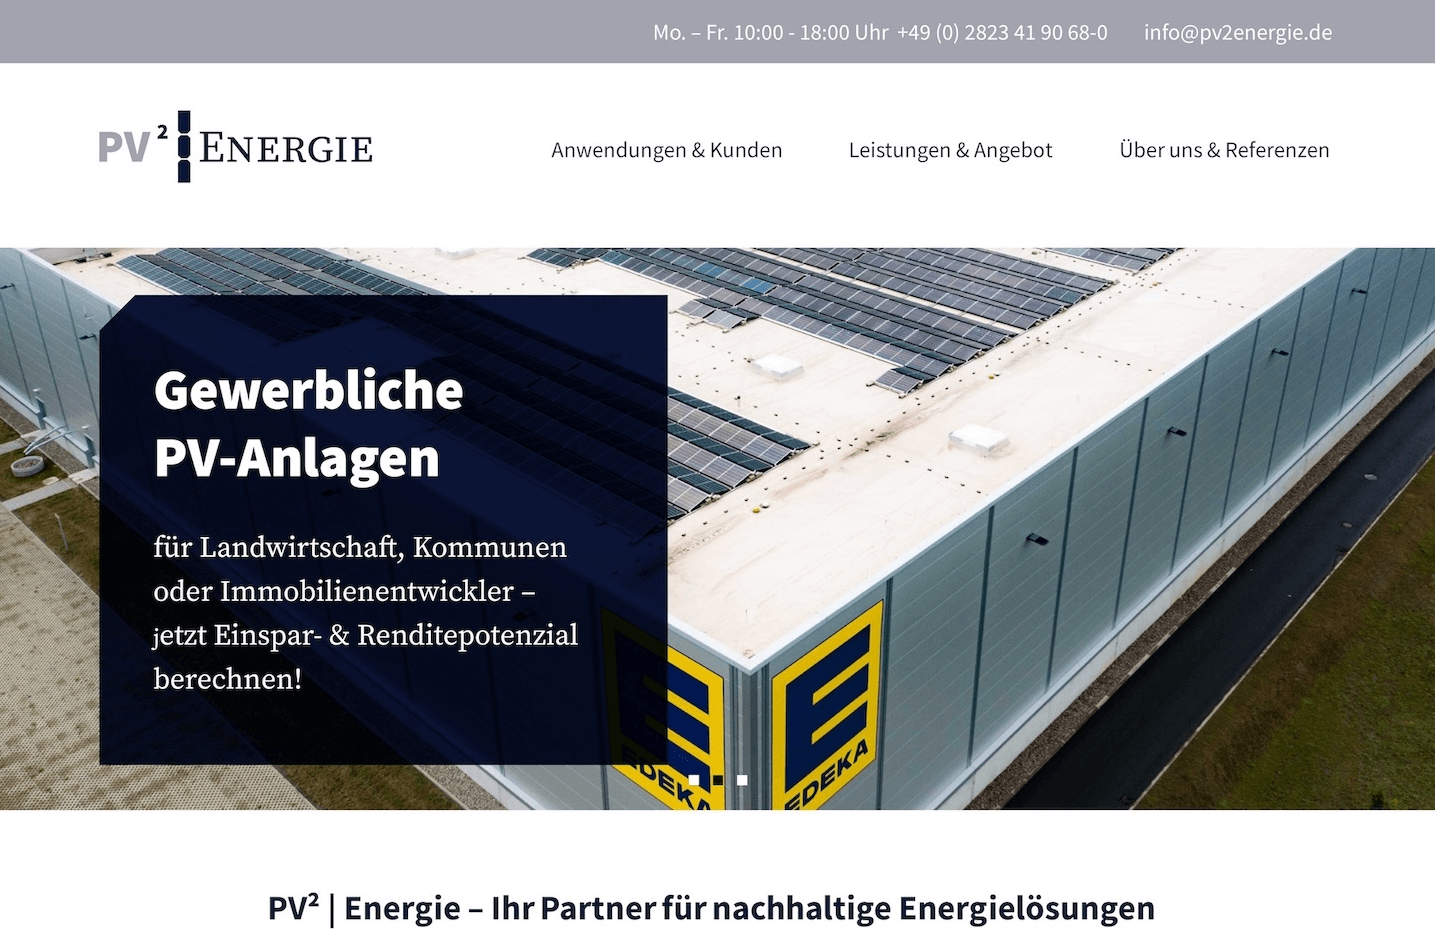 Mo. – Fr. 10:00 - 18:00 Uhr +49 (0) 2823 41 90 68-0 info@pv2energie.de
PV² ENERGIE
Anwendungen & Kunden Leistungen & Angebot Über uns & Referenzen
Gewerbliche
PV-Anlagen
für Landwirtschaft, Kommunen
oder Immobilienentwickler –
jetzt Einspar- & Renditepotenzial
berechnen!
E E
EDEKA EDEKA
PV² | Energie – Ihr Partner für nachhaltige Energielösungen